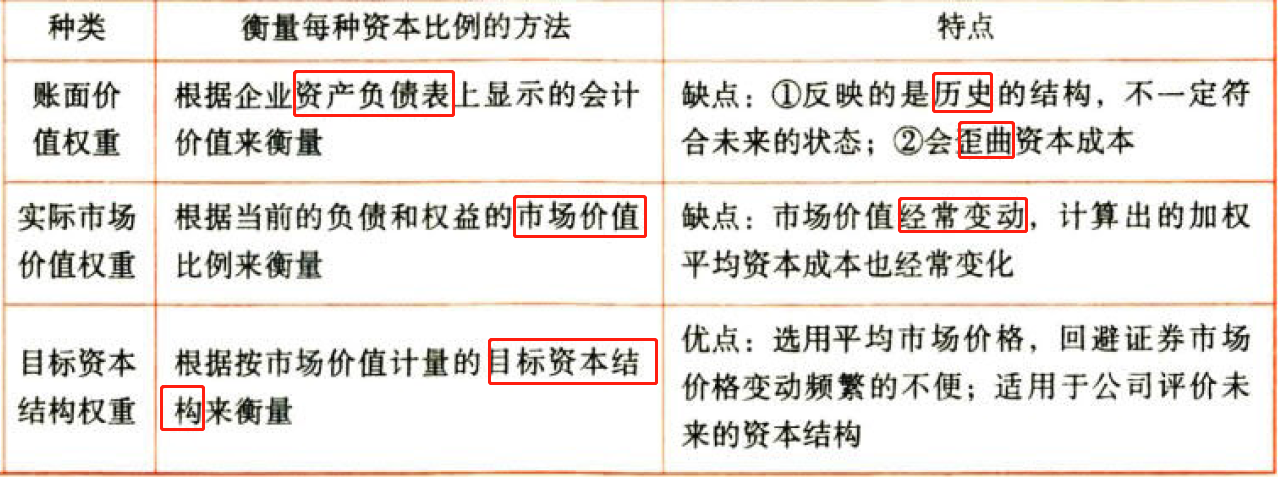 种类 衡量每种资本比例的方法 特点
账面价
值权重
根据企业资产负债表上显示的会计
价值来衡量
缺点：①反映的是历史的结构，不一定符
合未来的状态；②会歪曲资本成本
实际市场
价值权重
根据当前的负债和权益的市场价值
比例来衡量
缺点：市场价值经常变动，计算出的加权
平均资本成本也经常变化
目标资本
结构权重
根据按市场价值计量的目标资本结
构来衡量
优点：选用平均市场价格，回避证券市场
价格变动频繁的不便；适用于公司评价未
来的资本结构